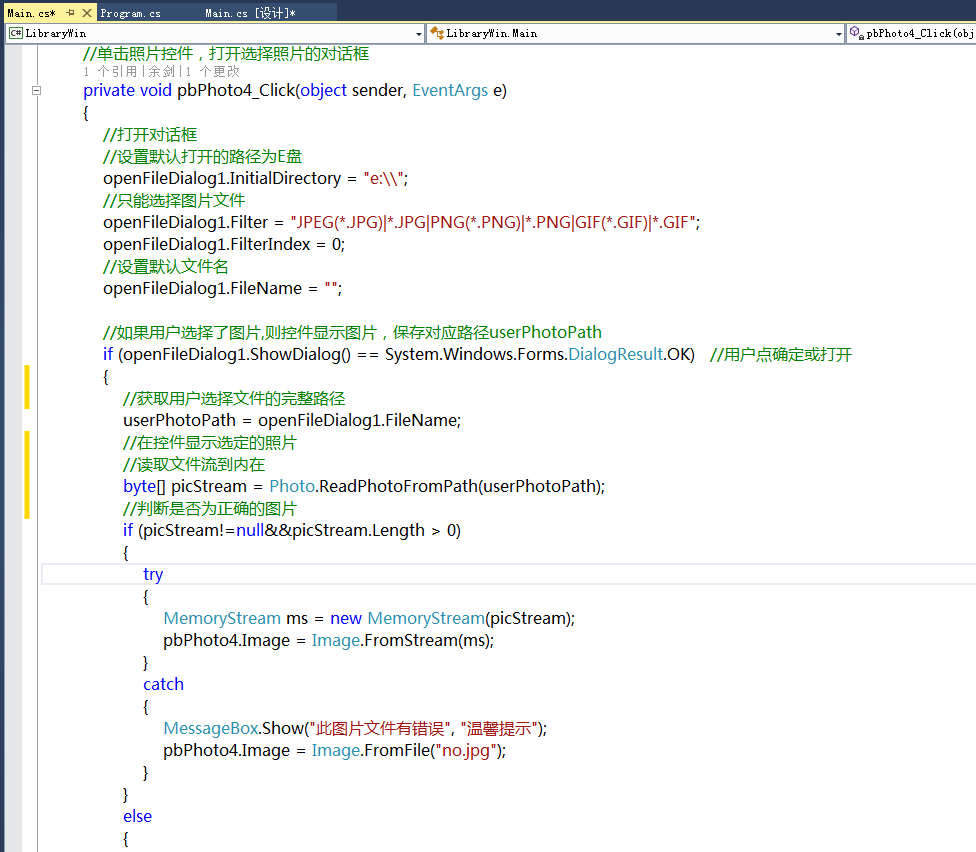 Main.cs* Program.cs Main.cs [设计]*
C# LibraryWin LibraryWin.Main pbPhoto4_Click(obj
//单击照片控件，打开选择照片的对话框
1 个引用|余剑|1 个更改
private void pbPhoto4_Click(object sender, EventArgs e)
{
//打开对话框
//设置默认打开的路径为E盘
openFileDialog1.InitialDirectory = "e:\\";
//只能选择图片文件
openFileDialog1.Filter = "JPEG(*.JPG)|*.JPG|PNG(*.PNG)|*.PNG|GIF(*.GIF)|*.GIF";
openFileDialog1.FilterIndex = 0;
//设置默认文件名
openFileDialog1.FileName = "";
//如果用户选择了图片,则控件显示图片，保存对应路径userPhotoPath
if (openFileDialog1.ShowDialog() == System.Windows.Forms.DialogResult.OK) //用户点确定或打开
{
//获取用户选择文件的完整路径
userPhotoPath = openFileDialog1.FileName;
//在控件显示选定的照片
//读取文件流到内在
byte[] picStream = Photo.ReadPhotoFromPath(userPhotoPath);
//判断是否为正确的图片
if (picStream!=null&&picStream.Length > 0)
{
try
{
MemoryStream ms = new MemoryStream(picStream);
pbPhoto4.Image = Image.FromStream(ms);
}
catch
{
MessageBox.Show("此图片文件有错误", "温馨提示");
pbPhoto4.Image = Image.FromFile("no.jpg");
}
}
else
{